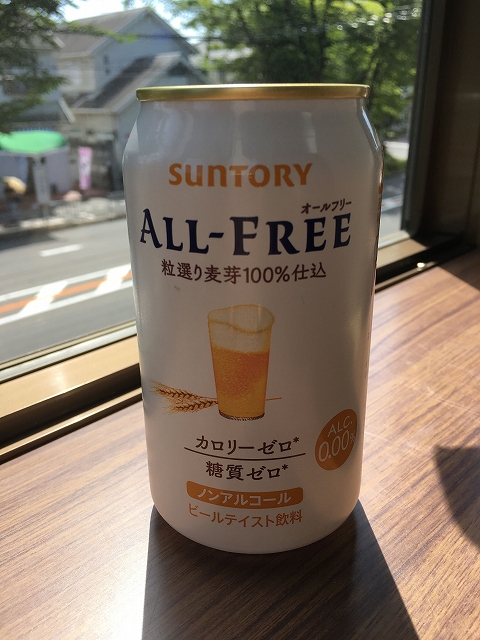 SUNTORY
オールフリー
ALL-FREE
粒選り麦芽100%仕込
カロリーゼロ*
糖質ゼロ*
ALC.
0.00%
ノンアルコール
ビールテイスト飲料